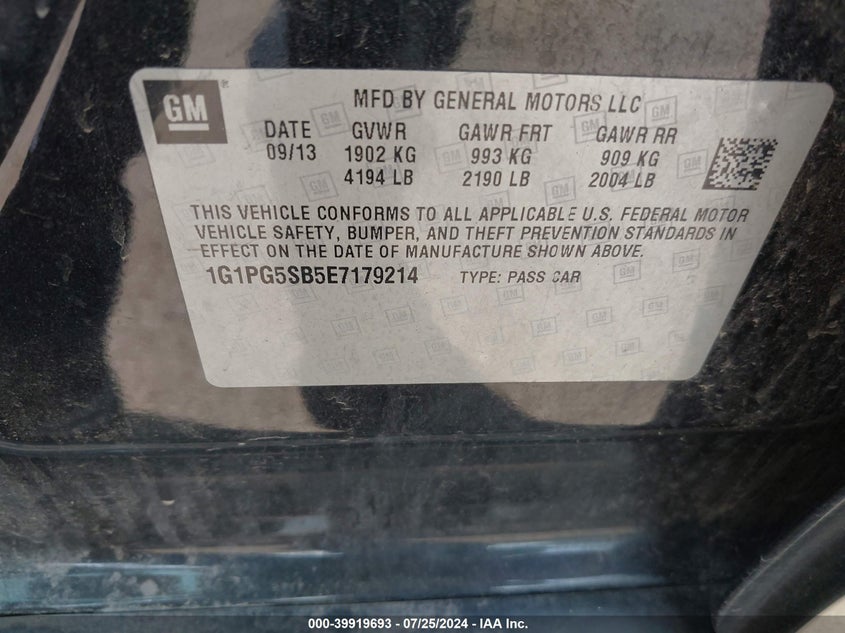 GM
MFD BY GENERAL MOTORS LLC
DATE GVWR GAWR FRT GAWR RR
09/13 1902 KG 993 KG 909 KG
4194 LB 2190 LB 2004 LB
THIS VEHICLE CONFORMS TO ALL APPLICABLE U.S. FEDERAL MOTOR
VEHICLE SAFETY, BUMPER, AND THEFT PREVENTION STANDARDS IN
EFFECT ON THE DATE OF MANUFACTURE SHOWN ABOVE.
1G1PG5SB5E7179214 TYPE: PASS CAR
000-39919693 - 07/25/2024 - IAA Inc.